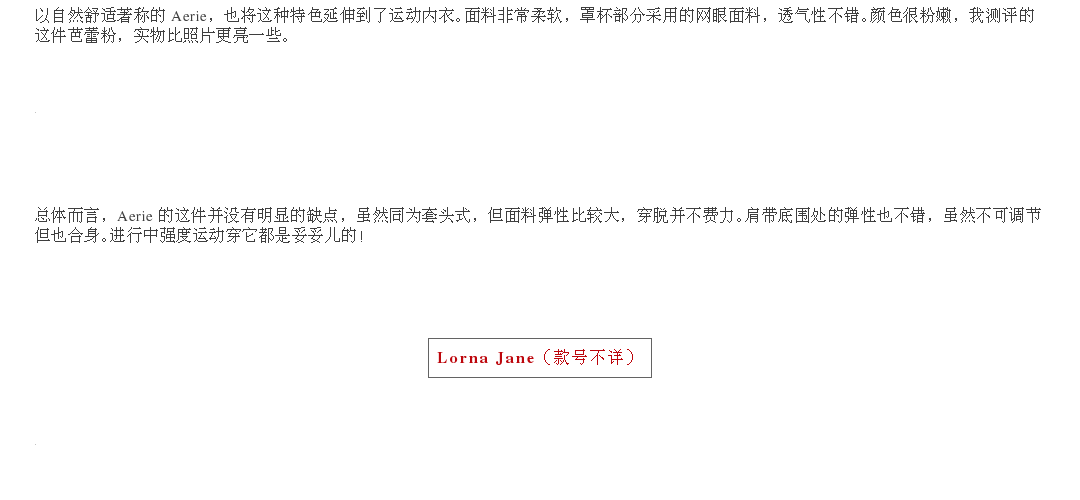 以自然舒适著称的 Aerie，也将这种特色延伸到了运动内衣。面料非常柔软，罩杯部分采用的网眼面料，透气性不错。颜色很粉嫩，我测评的
这件芭蕾粉，实物比照片更亮一些。
总体而言，Aerie 的这件并没有明显的缺点，虽然同为套头式，但面料弹性比较大，穿脱并不费力。肩带底围处的弹性也不错，虽然不可调节
但也合身。进行中强度运动穿它都是妥妥儿的！
Lorna Jane（款号不详）